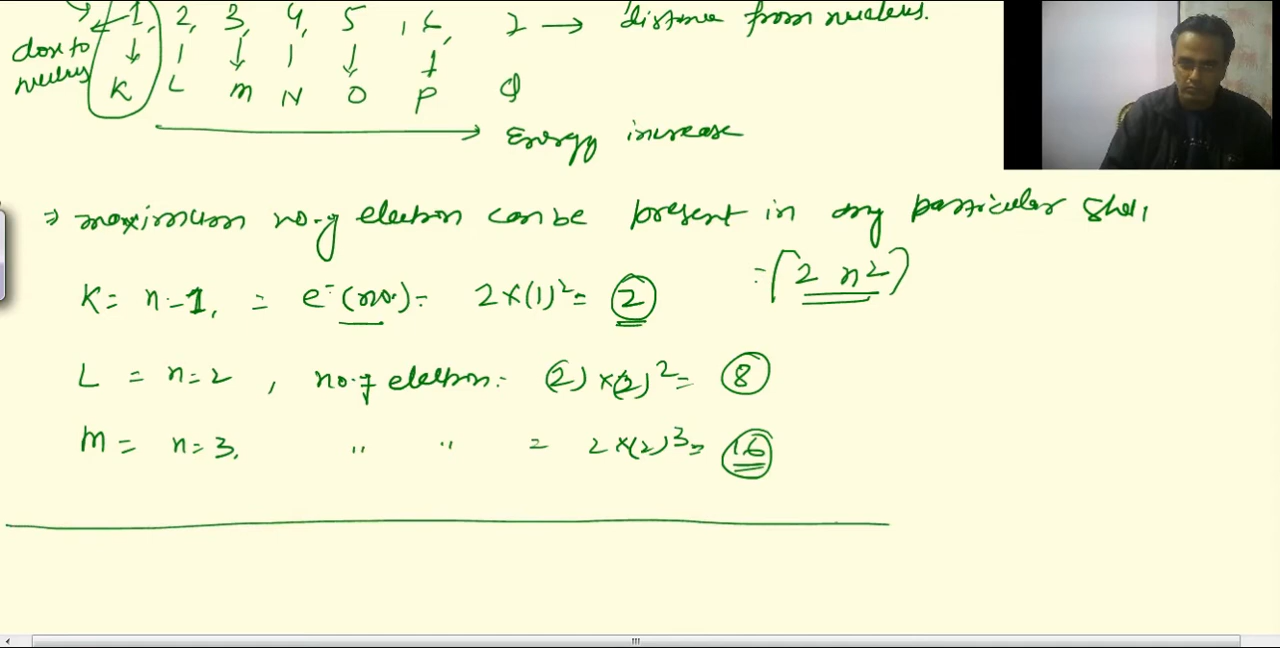 1, 2, 3, 4, 5, 6, 7 → distance from nucleus.
close to
nucleus
K L M N O P Q
Energy increase
⇒ maximum no. of electron can be present in any particular shell
= (2 n2)
K = n-1, = e⁻(no.) = 2×(1)² = 2
L = n=2, no. of electron = (2)×(2)² = 8
M = n=3, " " = 2×(2)³ = 16